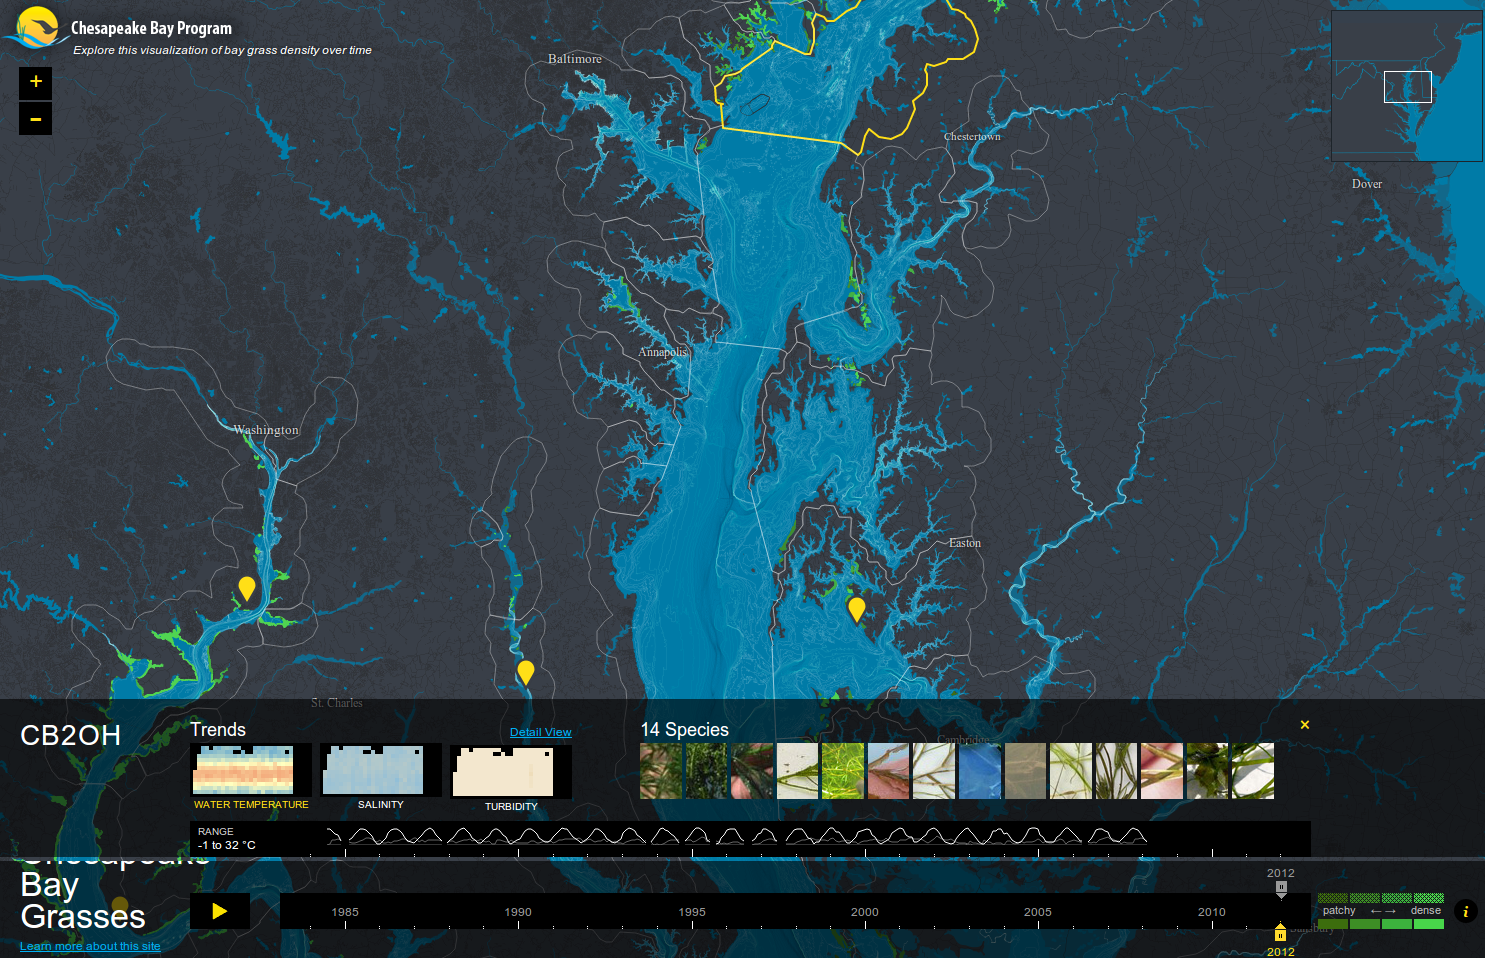 Chesapeake Bay Program
Explore this visualization of bay grass density over time
+
-
Baltimore
Chestertown
Dover
Annapolis
Washington
Easton
St. Charles
Cambridge
CB2OH
Trends
Detail View
14 Species
×
WATER TEMPERATURE
SALINITY
TURBIDITY
RANGE
-1 to 32 °C
Chesapeake
Bay
Grasses
Learn more about this site
2012
1985
1990
1995
2000
2005
2010
patchy ←→ dense
i
Salisbury
2012